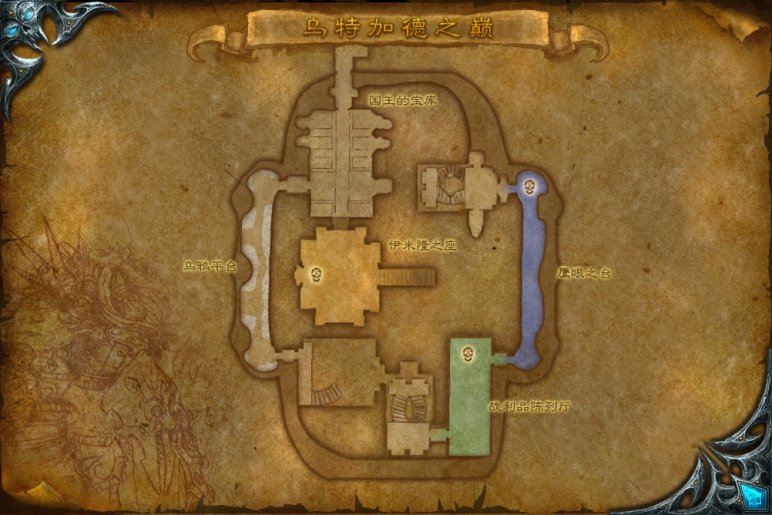 乌特加德之巅
国王的宝库
伊米隆之座
乌鸦平台
鹰眼之台
战利品陈列厅